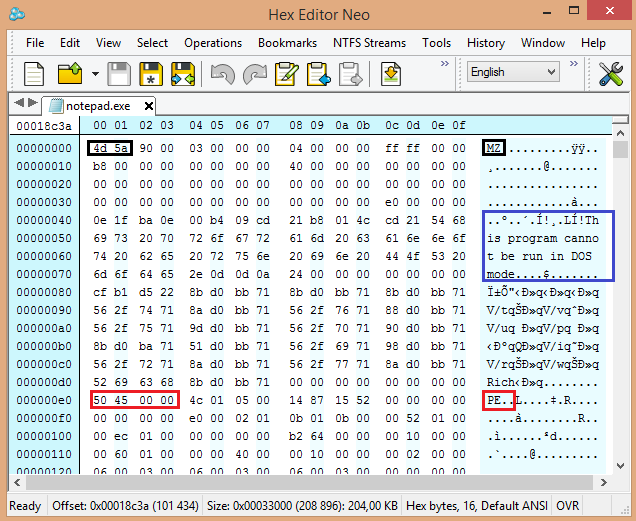 Hex Editor Neo
File Edit View Select Operations Bookmarks NTFS Streams Tools History Window Help
English
notepad.exe
00018c3a 00 01 02 03 04 05 06 07 08 09 0a 0b 0c 0d 0e 0f
00000000 4d 5a 90 00 03 00 00 00 04 00 00 00 ff ff 00 00 MZ..........ÿÿ..
00000010 b8 00 00 00 00 00 00 00 40 00 00 00 00 00 00 00 ¸.......@.......
00000020 00 00 00 00 00 00 00 00 00 00 00 00 00 00 00 00 ................
00000030 00 00 00 00 00 00 00 00 00 00 00 00 e0 00 00 00 ............à...
00000040 0e 1f ba 0e 00 b4 09 cd 21 b8 01 4c cd 21 54 68 ..º..´.Í!¸.LÍ!Th
00000050 69 73 20 70 72 6f 67 72 61 6d 20 63 61 6e 6e 6f is program canno
00000060 74 20 62 65 20 72 75 6e 20 69 6e 20 44 4f 53 20 t be run in DOS
00000070 6d 6f 64 65 2e 0d 0d 0a 24 00 00 00 00 00 00 00 mode....$.......
00000080 cf b1 d5 22 8b d0 bb 71 8b d0 bb 71 8b d0 bb 71 Ï±Õ"‹Ð»q‹Ð»q‹Ð»q
00000090 56 2f 74 71 8a d0 bb 71 56 2f 76 71 88 d0 bb 71 V/tqŠÐ»qV/vqˆÐ»q
000000a0 56 2f 75 71 9d d0 bb 71 56 2f 70 71 90 d0 bb 71
000000b0 8b d0 ba 71 51 d0 bb 71 56 2f 69 71 98 d0 bb 71 ‹ÐºqQÐ»qV/iq˜Ð»q
000000c0 56 2f 72 71 8a d0 bb 71 56 2f 77 71 8a d0 bb 71 V/rqŠÐ»qV/wqŠÐ»q
000000d0 52 69 63 68 8b d0 bb 71 00 00 00 00 00 00 00 00 Rich‹Ð»q........
000000e0 50 45 00 00 4c 01 05 00 14 87 15 52 00 00 00 00 PE..L....‡.R....
000000f0 00 00 00 00 e0 00 02 01 0b 01 0b 00 00 52 01 00 ....à........R..
00000100 00 ec 01 00 00 00 00 00 b2 64 00 00 00 10 00 00 .ì......²d......
00000110 00 60 01 00 00 00 40 00 00 10 00 00 00 02 00 00 .`....@.........
00000120 06 00 03 00 06 00 03 00 06 00 03 00 00 00 00 00
Ready Offset: 0x00018c3a (101 434) Size: 0x00033000 (208 896): 204,00 KB Hex bytes, 16, Default ANSI OVR